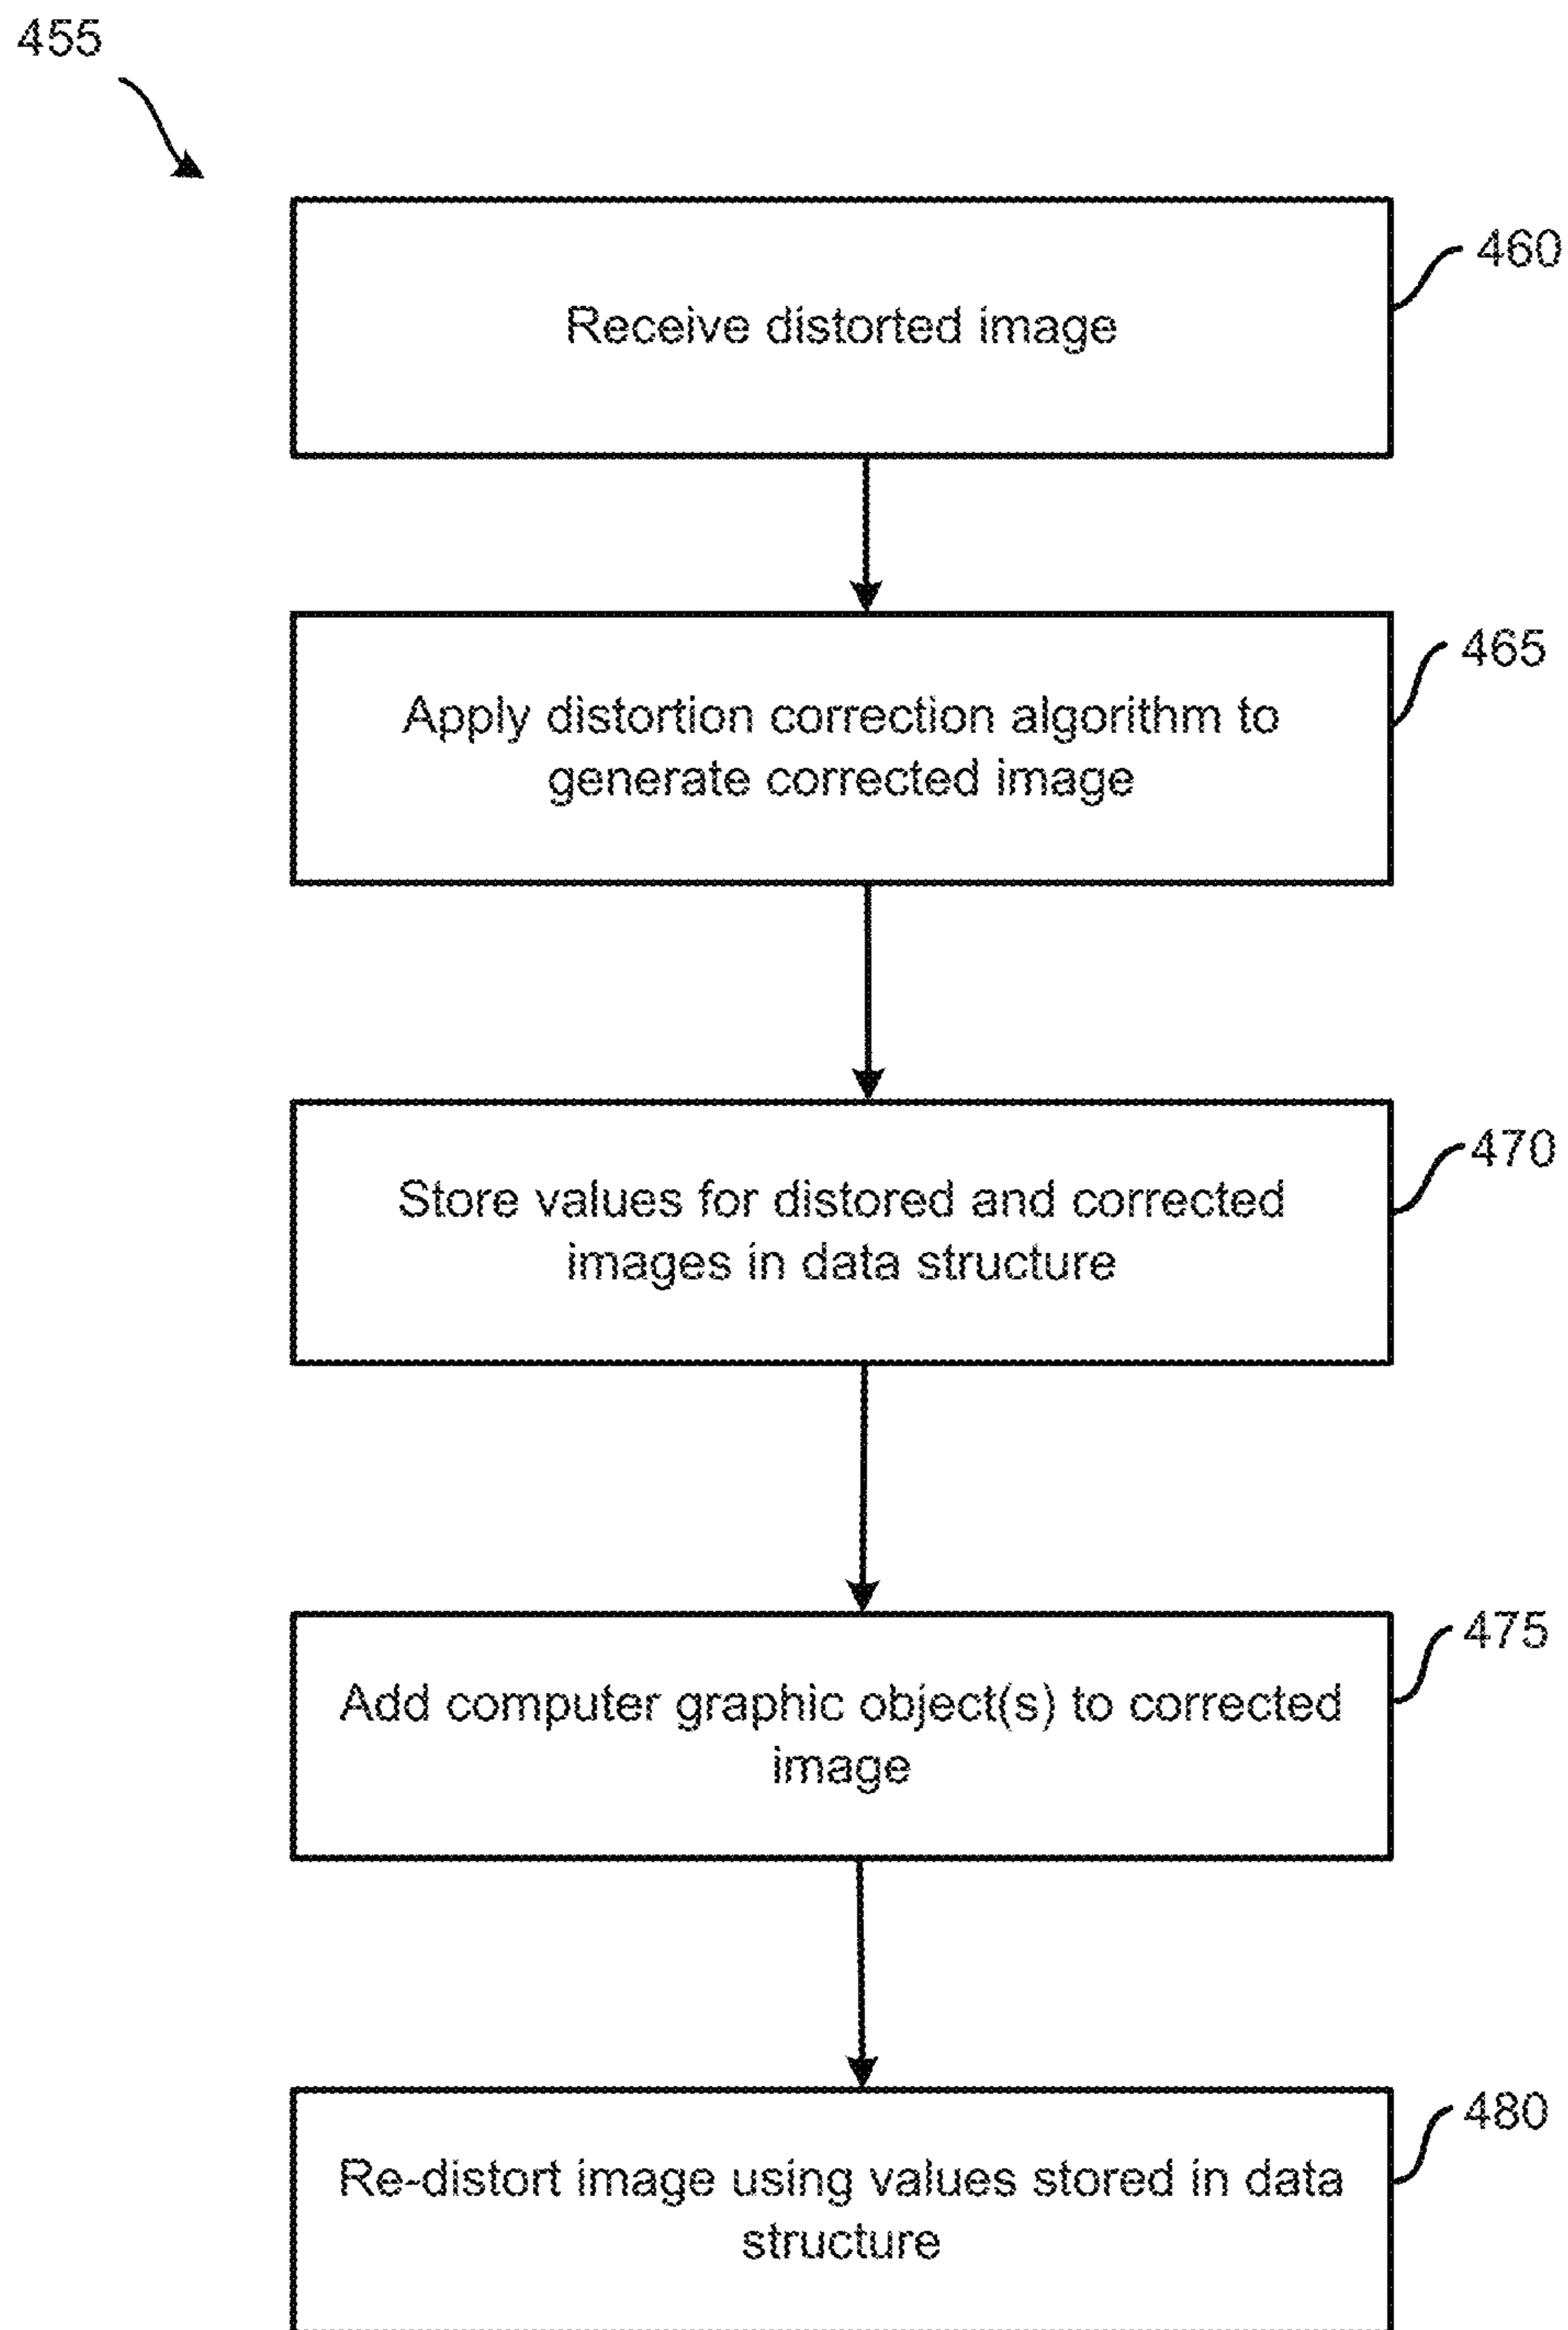 455
460
Receive distorted image
465
Apply distortion correction algorithm to
generate corrected image
470
Store values for distored and corrected
images in data structure
475
Add computer graphic object(s) to corrected
image
480
Re-distort image using values stored in data
structure